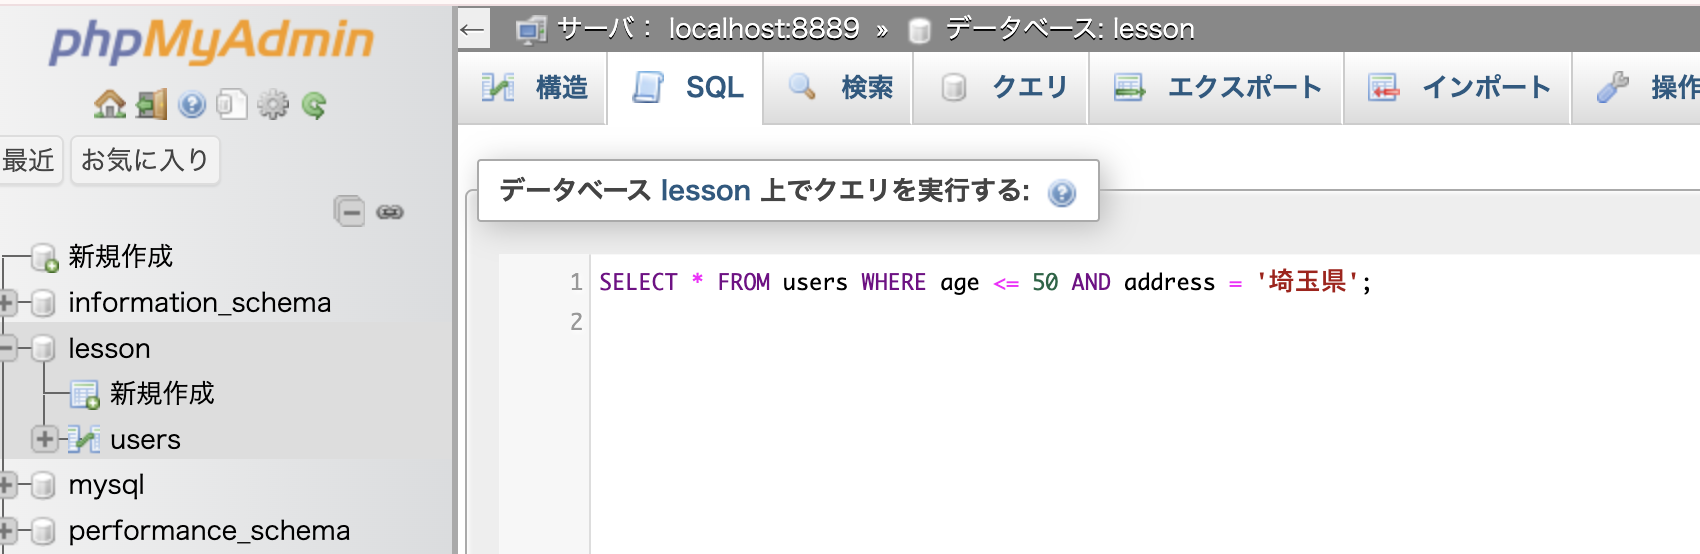 phpMyAdmin
最近 お気に入り
新規作成
information_schema
lesson
新規作成
users
mysql
performance_schema
← サーバ： localhost:8889 » データベース: lesson
構造 SQL 検索 クエリ エクスポート インポート 操作
データベース lesson 上でクエリを実行する:
1 SELECT * FROM users WHERE age <= 50 AND address = '埼玉県';
2